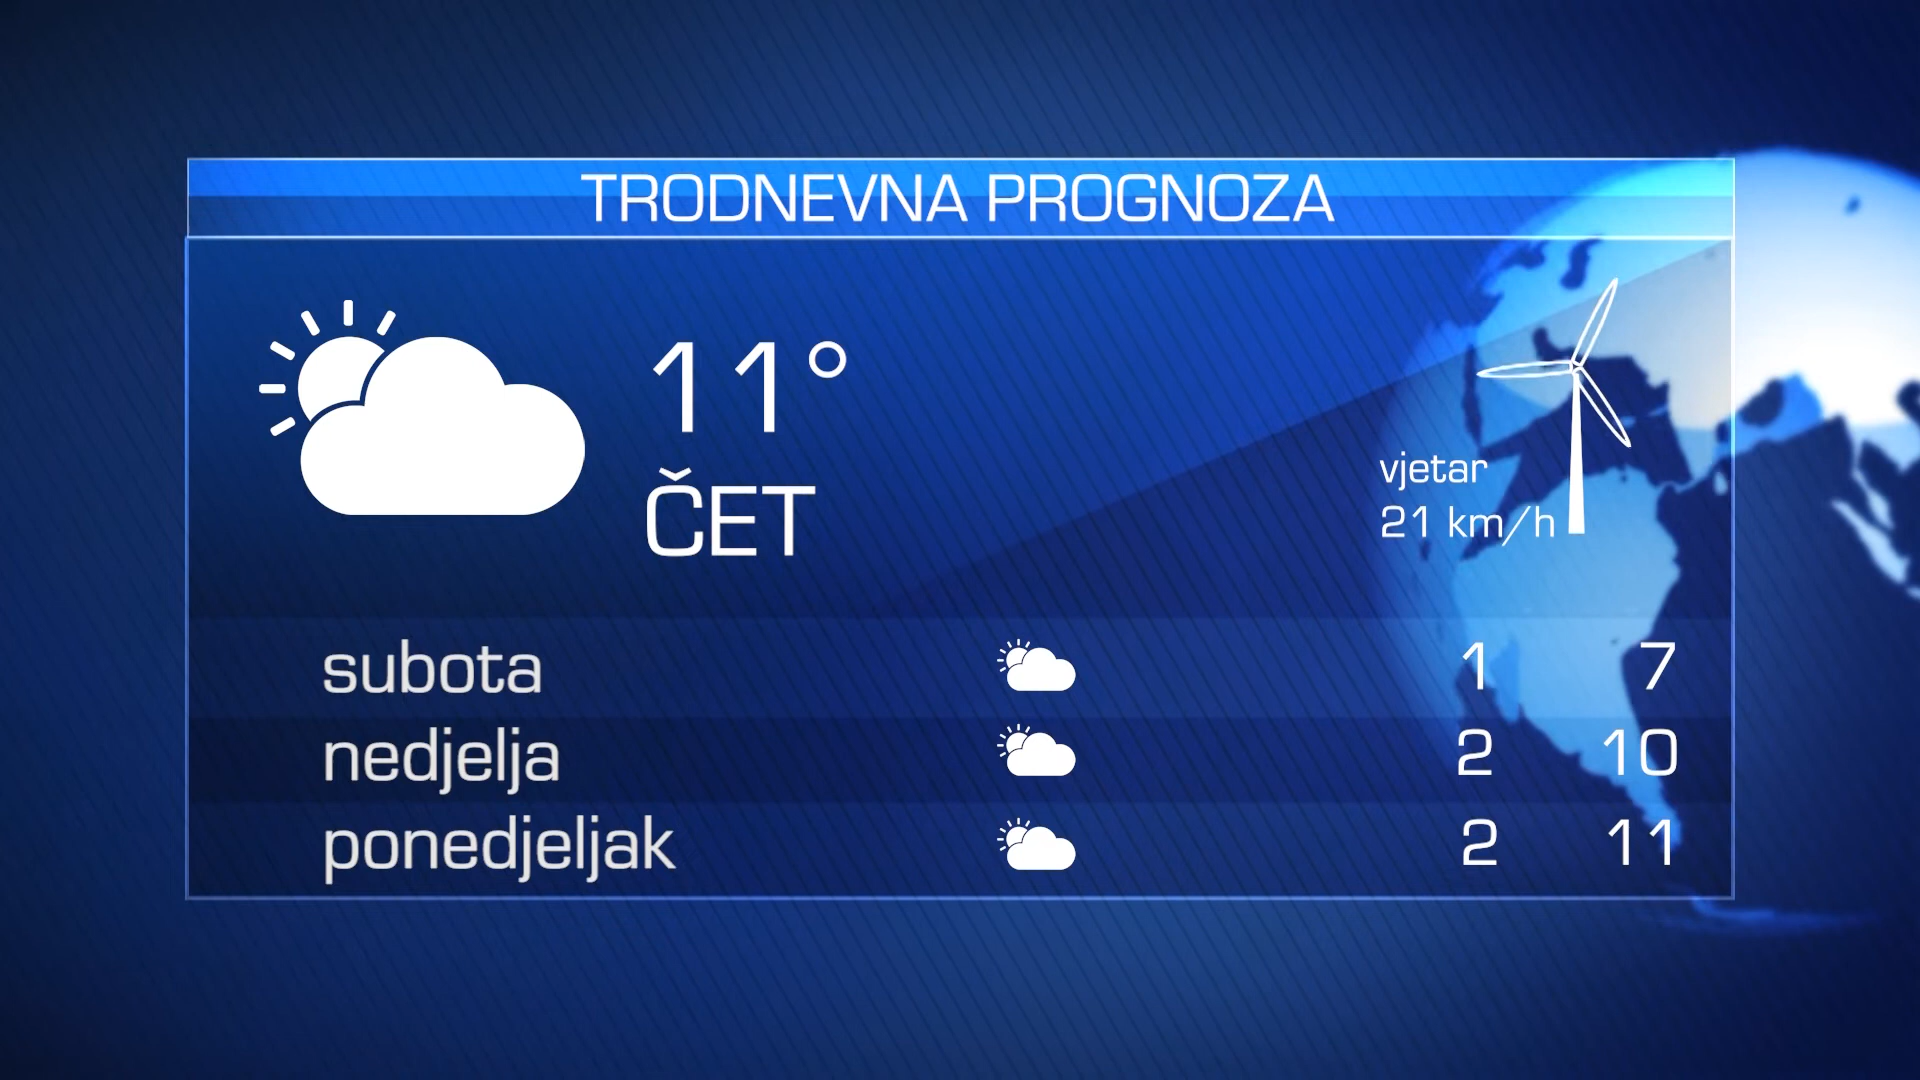 TRODNEVNA PROGNOZA
11°
ČET
vjetar
21 km/h
subota 1 7
nedjelja 2 10
ponedjeljak 2 11